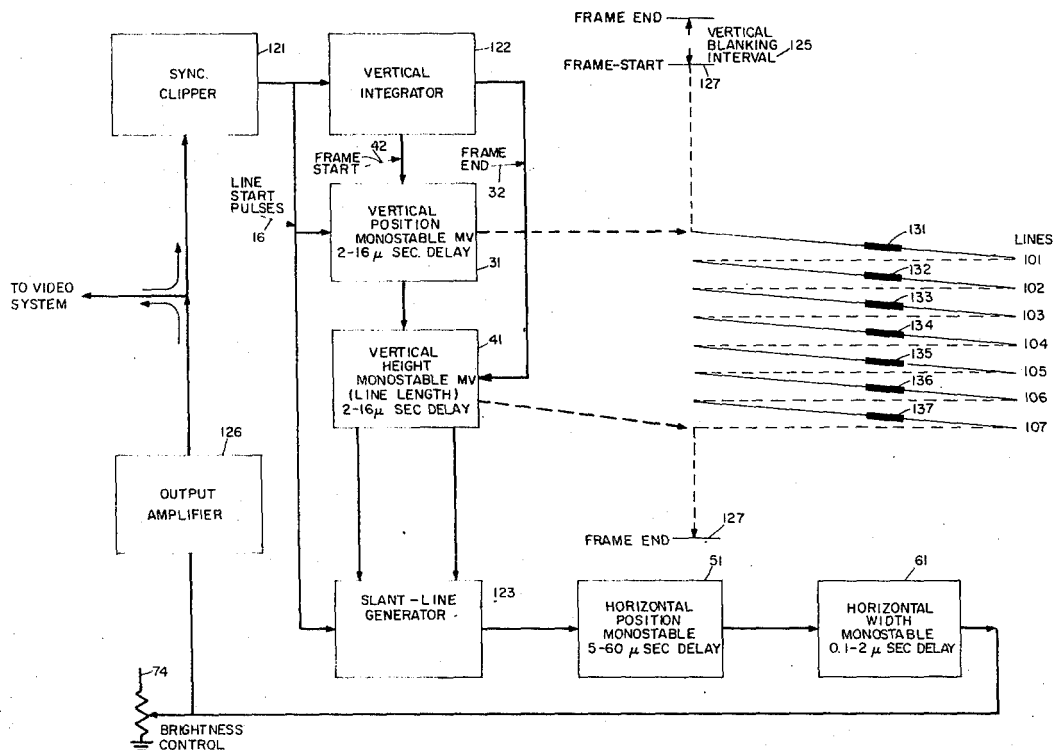 121
SYNC.
CLIPPER
122
VERTICAL
INTEGRATOR
FRAME END
VERTICAL
BLANKING
INTERVAL
125
FRAME-START
127
42
FRAME
START
FRAME
END
32
LINE
START
PULSES
16
VERTICAL
POSITION
MONOSTABLE MV
2-16 μ SEC. DELAY
31
TO VIDEO
SYSTEM
41
VERTICAL
HEIGHT
MONOSTABLE MV
(LINE LENGTH)
2-16μ SEC DELAY
131
LINES
101
132
102
133
103
134
104
135
105
136
106
137
107
126
OUTPUT
AMPLIFIER
127
FRAME END
SLANT-LINE
GENERATOR
123
51
HORIZONTAL
POSITION
MONOSTABLE
5-60 μ SEC DELAY
61
HORIZONTAL
WIDTH
MONOSTABLE
0.1-2 μ SEC DELAY
74
BRIGHTNESS
CONTROL